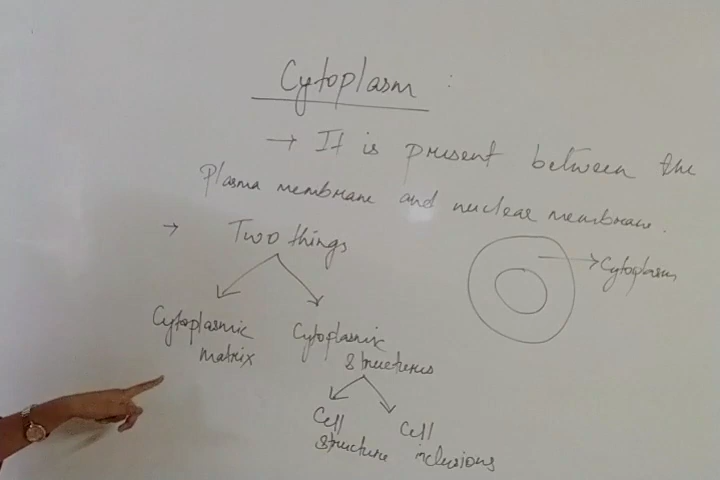 Cytoplasm :
→ It is present between the
Plasma membrane and nuclear membrane.
→ Two things
→ Cytoplasm
Cytoplasmic
matrix
Cytoplasmic
structures
Cell
structure
Cell
inclusions